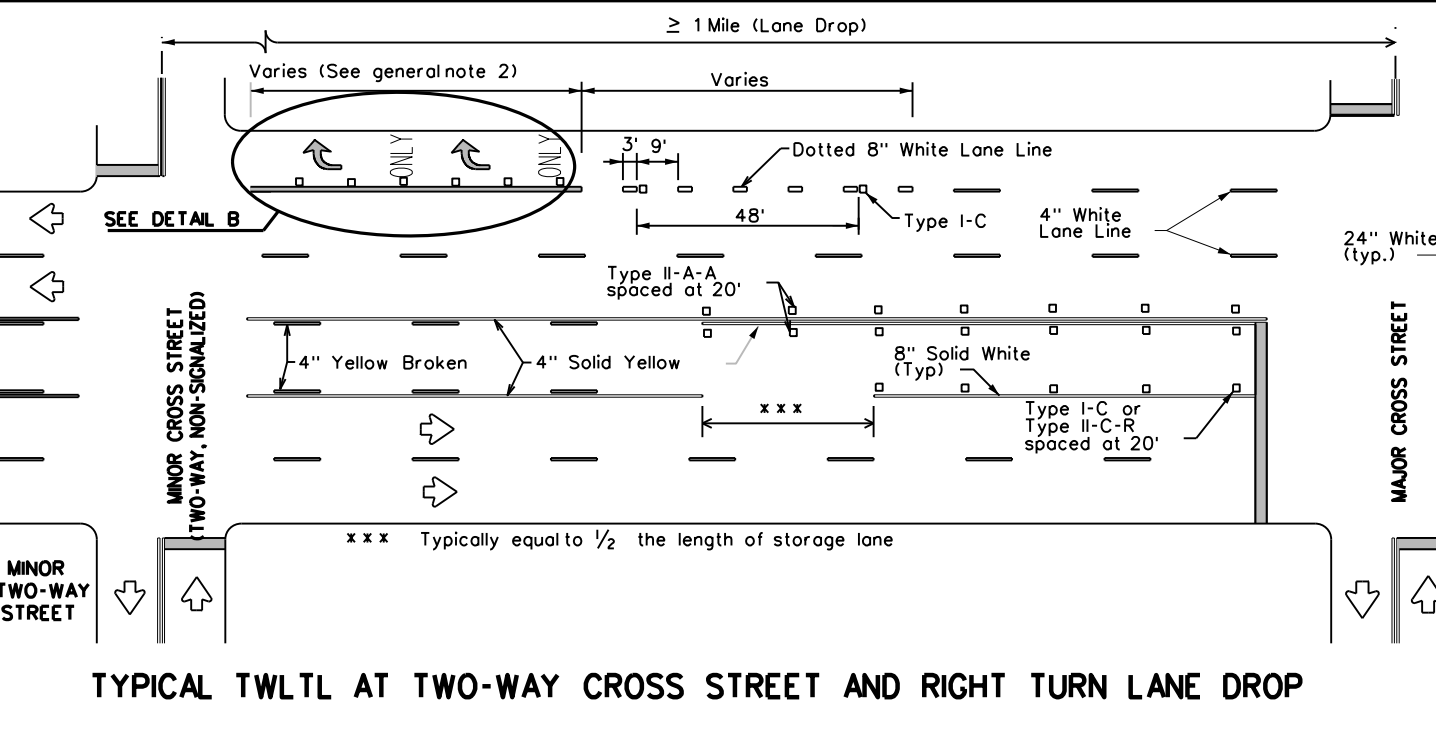 ≥ 1 Mile (Lane Drop)
Varies (See general note 2)
Varies
ONLY
ONLY
3' 9'
Dotted 8" White Lane Line
SEE DETAIL B
48'
Type I-C
4" White
Lane Line
24" White
(typ.)
Type II-A-A
spaced at 20'
4" Yellow Broken
4" Solid Yellow
8" Solid White
(Typ)
***
Type I-C or
Type II-C-R
spaced at 20'
MINOR CROSS STREET
(TWO-WAY, NON-SIGNALIZED)
MAJOR CROSS STREET
*** Typically equal to 1/2 the length of storage lane
MINOR
TWO-WAY
STREET
TYPICAL TWLTL AT TWO-WAY CROSS STREET AND RIGHT TURN LANE DROP